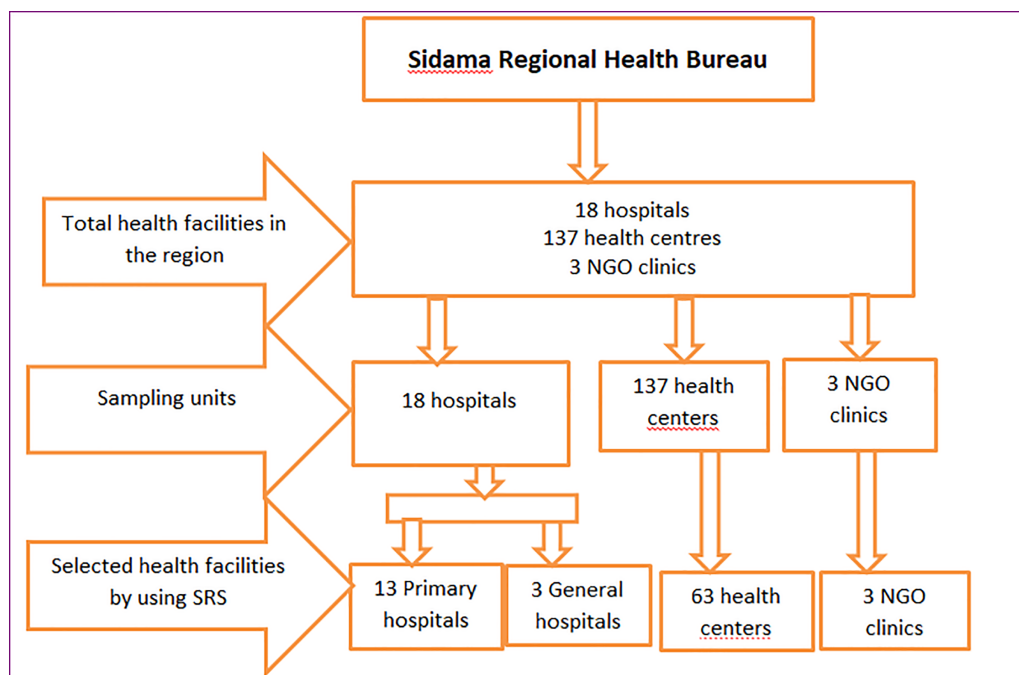 Sidama Regional Health Bureau
Total health facilities in
the region
18 hospitals
137 health centres
3 NGO clinics
Sampling units
18 hospitals
137 health
centers
3 NGO
clinics
Selected health facilities
by using SRS
13 Primary
hospitals
3 General
hospitals
63 health
centers
3 NGO
clinics